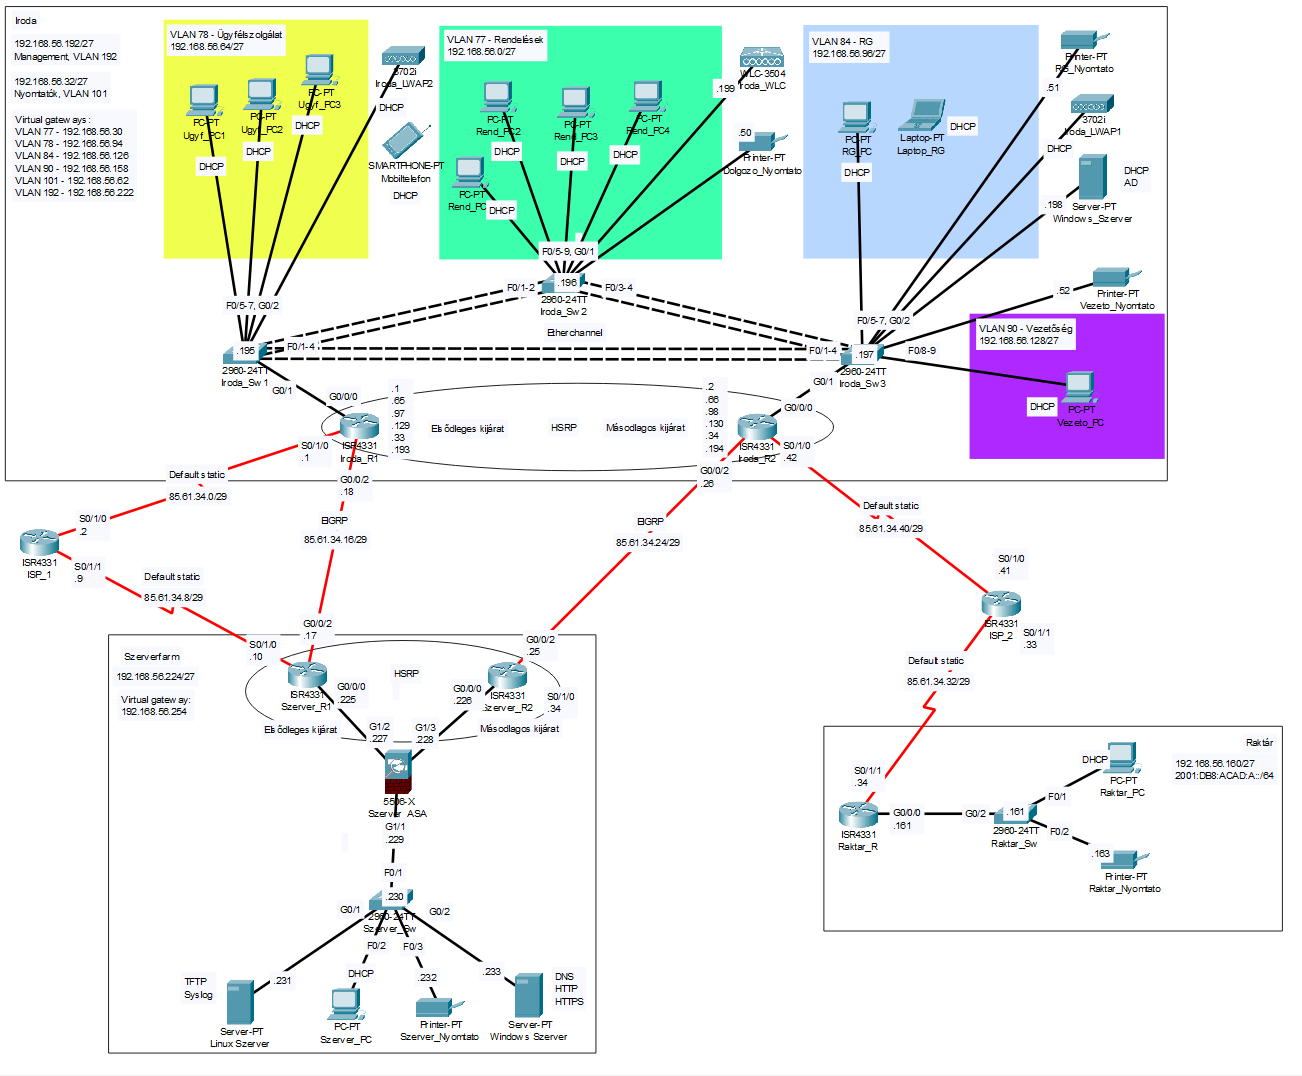 Iroda
192.168.56.192/27
Management, VLAN 192
192.168.56.32/27
Nyomtatók, VLAN 101
Virtual gateways:
VLAN 77 - 192.168.56.30
VLAN 78 - 192.168.56.94
VLAN 84 - 192.168.56.126
VLAN 90 - 192.168.56.158
VLAN 101 - 192.168.56.62
VLAN 192 - 192.168.56.222
VLAN 78 - Ügyfélszolgálat
192.168.56.64/27
PC-PT
Ugyf_PC1
PC-PT
Ugyf_PC2
PC-PT
Ugyf_PC3
DHCP
DHCP
DHCP
3702i
Iroda_LWAP2
DHCP
SMARTPHONE-PT
Mobiltelefon
DHCP
VLAN 77 - Rendelések
192.168.56.0/27
PC-PT
Rend_PC2
PC-PT
Rend_PC3
PC-PT
Rend_PC4
PC-PT
Rend_PC
DHCP
DHCP
DHCP
DHCP
WLC-3504
Iroda_WLC
.199
.50
Printer-PT
Dolgozo_Nyomtato
VLAN 84 - RG
192.168.56.96/27
PC-PT
RG_PC
DHCP
Laptop-PT
Laptop_RG
DHCP
Printer-PT
RG_Nyomtato
.51
3702i
Iroda_LWAP1
DHCP
DHCP
AD
.198
Server-PT
Windows_Szerver
F0/5-7, G0/2
F0/5-9, G0/1
F0/1-2
.196
F0/3-4
2960-24TT
Iroda_Sw2
Etherchannel
F0/5-7, G0/2
.52
Printer-PT
Vezeto_Nyomtato
VLAN 90 - Vezetőség
192.168.56.128/27
DHCP
PC-PT
Vezeto_PC
.195
F0/1-4
2960-24TT
Iroda_Sw1
G0/1
F0/1-4
.197
F0/8-9
2960-24TT
Iroda_Sw3
G0/1
G0/0/0
.1
.65
.97
.129
.33
.193
ISR4331
Iroda_R1
Elsődleges kijárat
HSRP
Másodlagos kijárat
.2
.66
.98
.130
.34
.194
G0/0/0
ISR4331
Iroda_R2
S0/1/0
.1
G0/0/2
.18
G0/0/2
.26
S0/1/0
.42
Default static
85.61.34.0/29
EIGRP
85.61.34.16/29
EIGRP
85.61.34.24/29
Default static
85.61.34.40/29
S0/1/0
.2
ISR4331
ISP_1
S0/1/1
.9
Default static
85.61.34.8/29
S0/1/0
.41
ISR4331
ISP_2
S0/1/1
.33
Default static
85.61.34.32/29
Szerverfarm
192.168.56.224/27
Virtual gateway:
192.168.56.254
S0/1/0
.10
G0/0/2
.17
G0/0/2
.25
ISR4331
Szerver_R1
G0/0/0
.225
HSRP
G0/0/0
.226
ISR4331
Szerver_R2
S0/1/0
.34
Elsődleges kijárat
Másodlagos kijárat
G1/2
.227
G1/3
.228
5506-X
Szerver_ASA
G1/1
.229
F0/1
.230
2960-24TT
Szerver_Sw
G0/1
G0/2
F0/2
F0/3
TFTP
Syslog
.231
DHCP
.232
.233
DNS
HTTP
HTTPS
Server-PT
Linux Szerver
PC-PT
Szerver_PC
Printer-PT
Szerver_Nyomtato
Server-PT
Windows Szerver
Raktár
192.168.56.160/27
2001:DB8:ACAD:A::/64
S0/1/1
.34
ISR4331
Raktar_R
G0/0/0
.161
G0/2
.161
2960-24TT
Raktar_Sw
F0/1
DHCP
PC-PT
Raktar_PC
F0/2
.163
Printer-PT
Raktar_Nyomtato